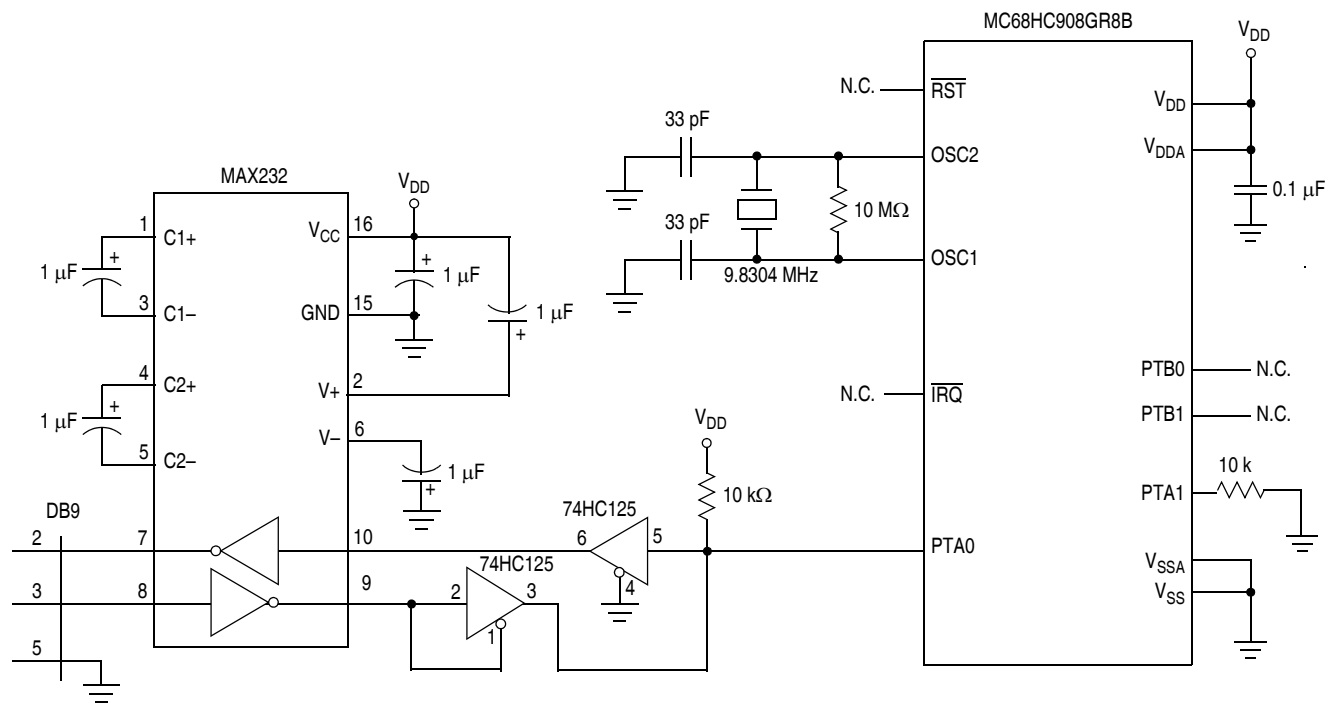 MC68HC908GR8B
VDD
N.C.
RST
VDD
33 pF
OSC2
VDDA
MAX232
VDD
10 MΩ
0.1 µF
1
C1+
VCC
16
33 pF
1 µF
+
+
1 µF
9.8304 MHz
OSC1
3
C1–
GND
15
+
1 µF
PTB0
N.C.
4
C2+
V+
2
N.C.
IRQ
1 µF
+
VDD
PTB1
N.C.
V–
6
5
C2–
1 µF
+
10 kΩ
10 k
PTA1
DB9
74HC125
2
7
10
6
5
4
PTA0
74HC125
VSSA
3
8
9
2
3
1
VSS
5